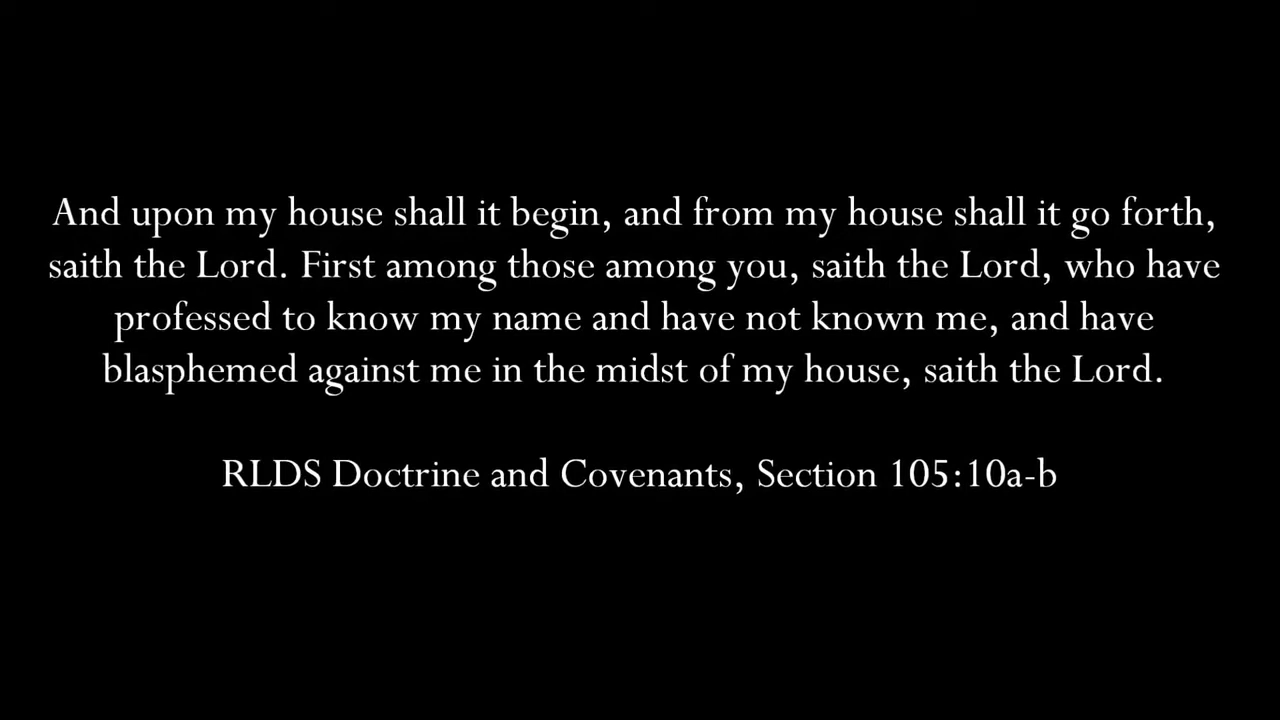 And upon my house shall it begin, and from my house shall it go forth,
saith the Lord. First among those among you, saith the Lord, who have
professed to know my name and have not known me, and have
blasphemed against me in the midst of my house, saith the Lord.
RLDS Doctrine and Covenants, Section 105:10a-b